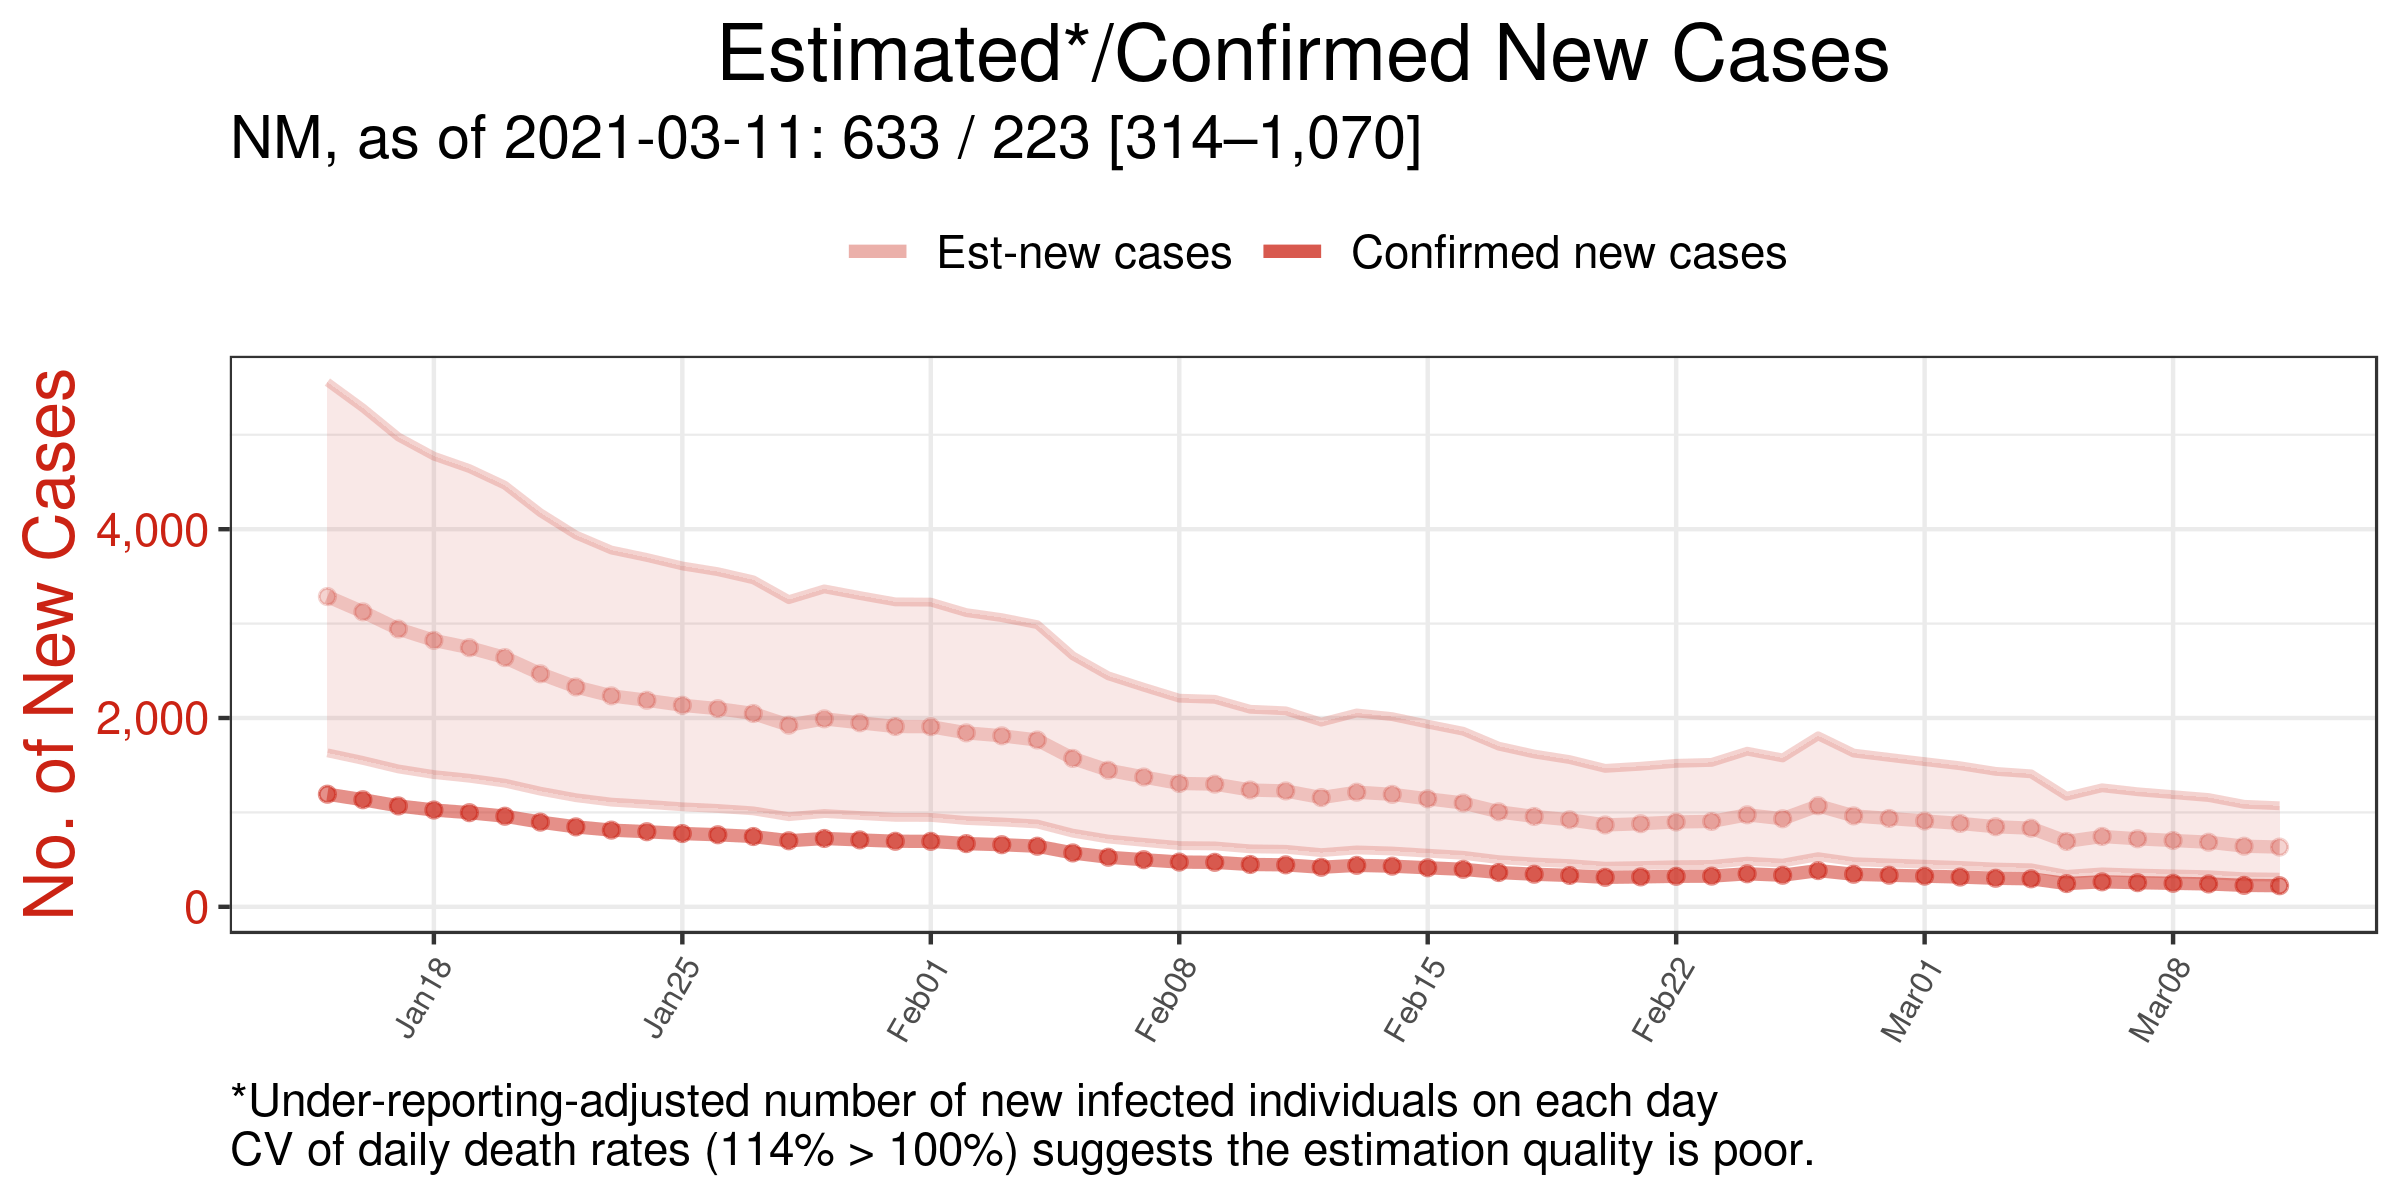 Estimated*/Confirmed New Cases
NM, as of 2021-03-11: 633 / 223 [314–1,070]
Est-new cases
Confirmed new cases
No. of New Cases
4,000
2,000
0
Jan18
Jan25
Feb01
Feb08
Feb15
Feb22
Mar01
Mar08
*Under-reporting-adjusted number of new infected individuals on each day
CV of daily death rates (114% > 100%) suggests the estimation quality is poor.